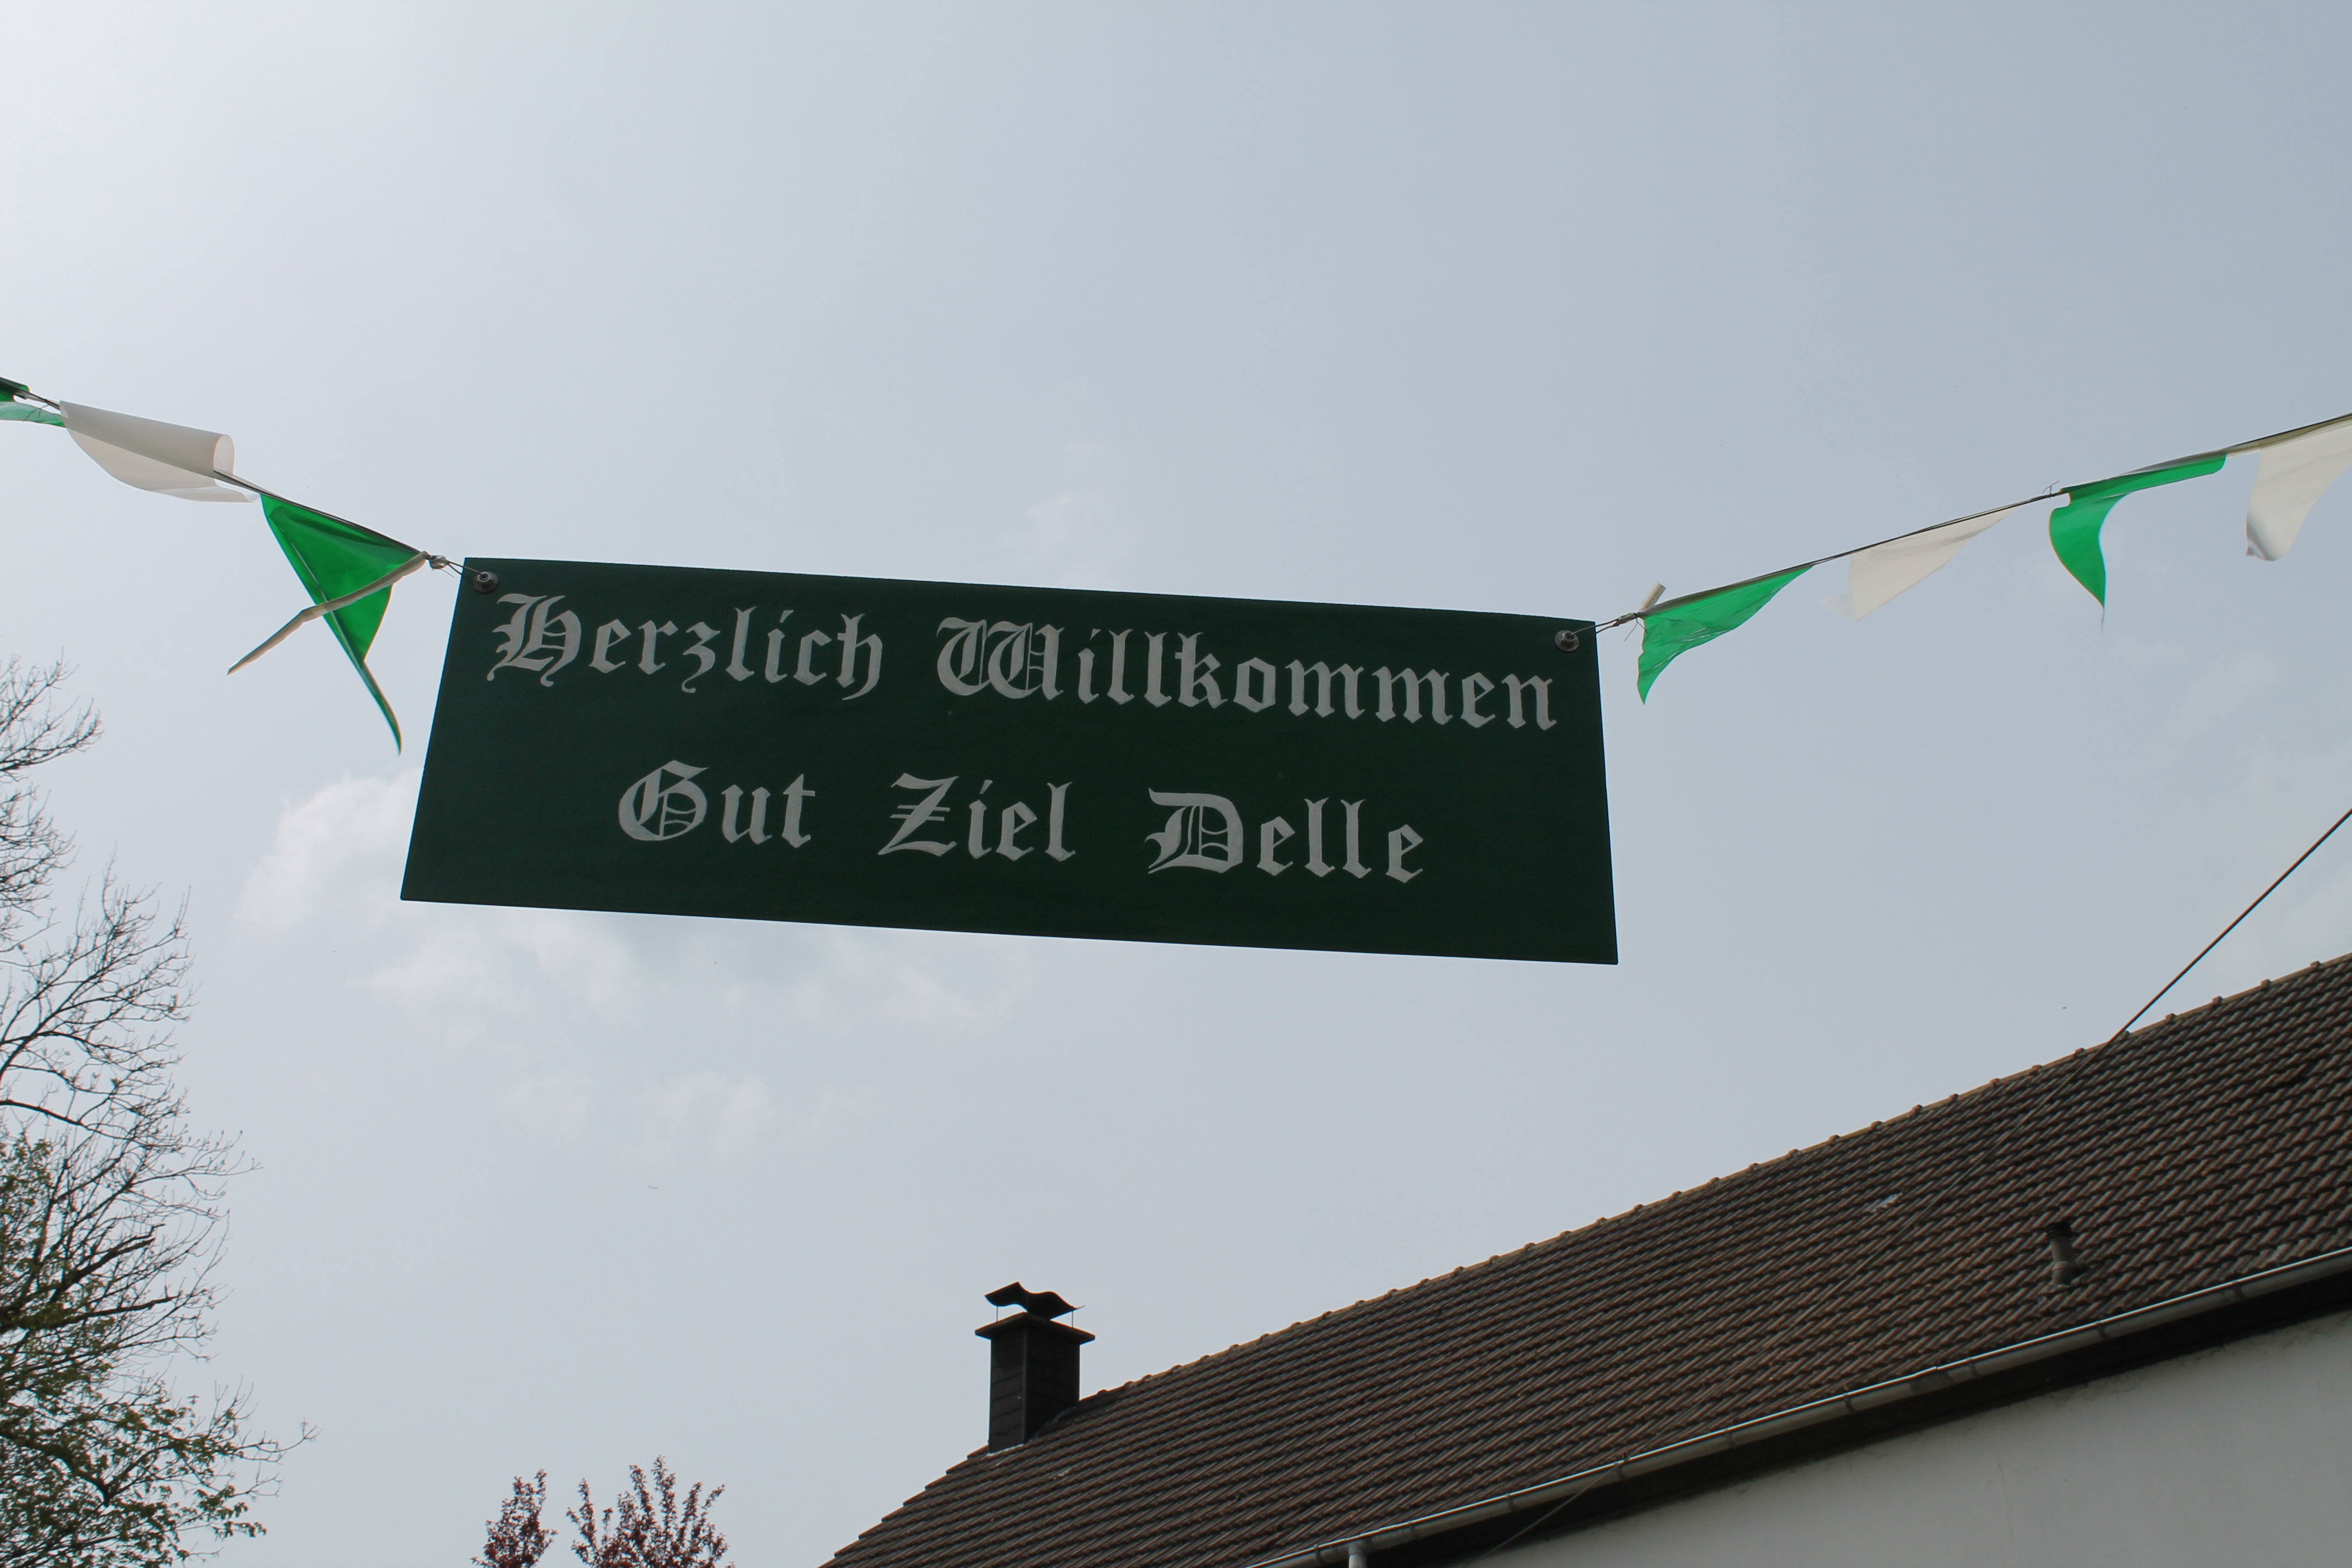 Herzlich Willkommen
Gut Ziel Delle